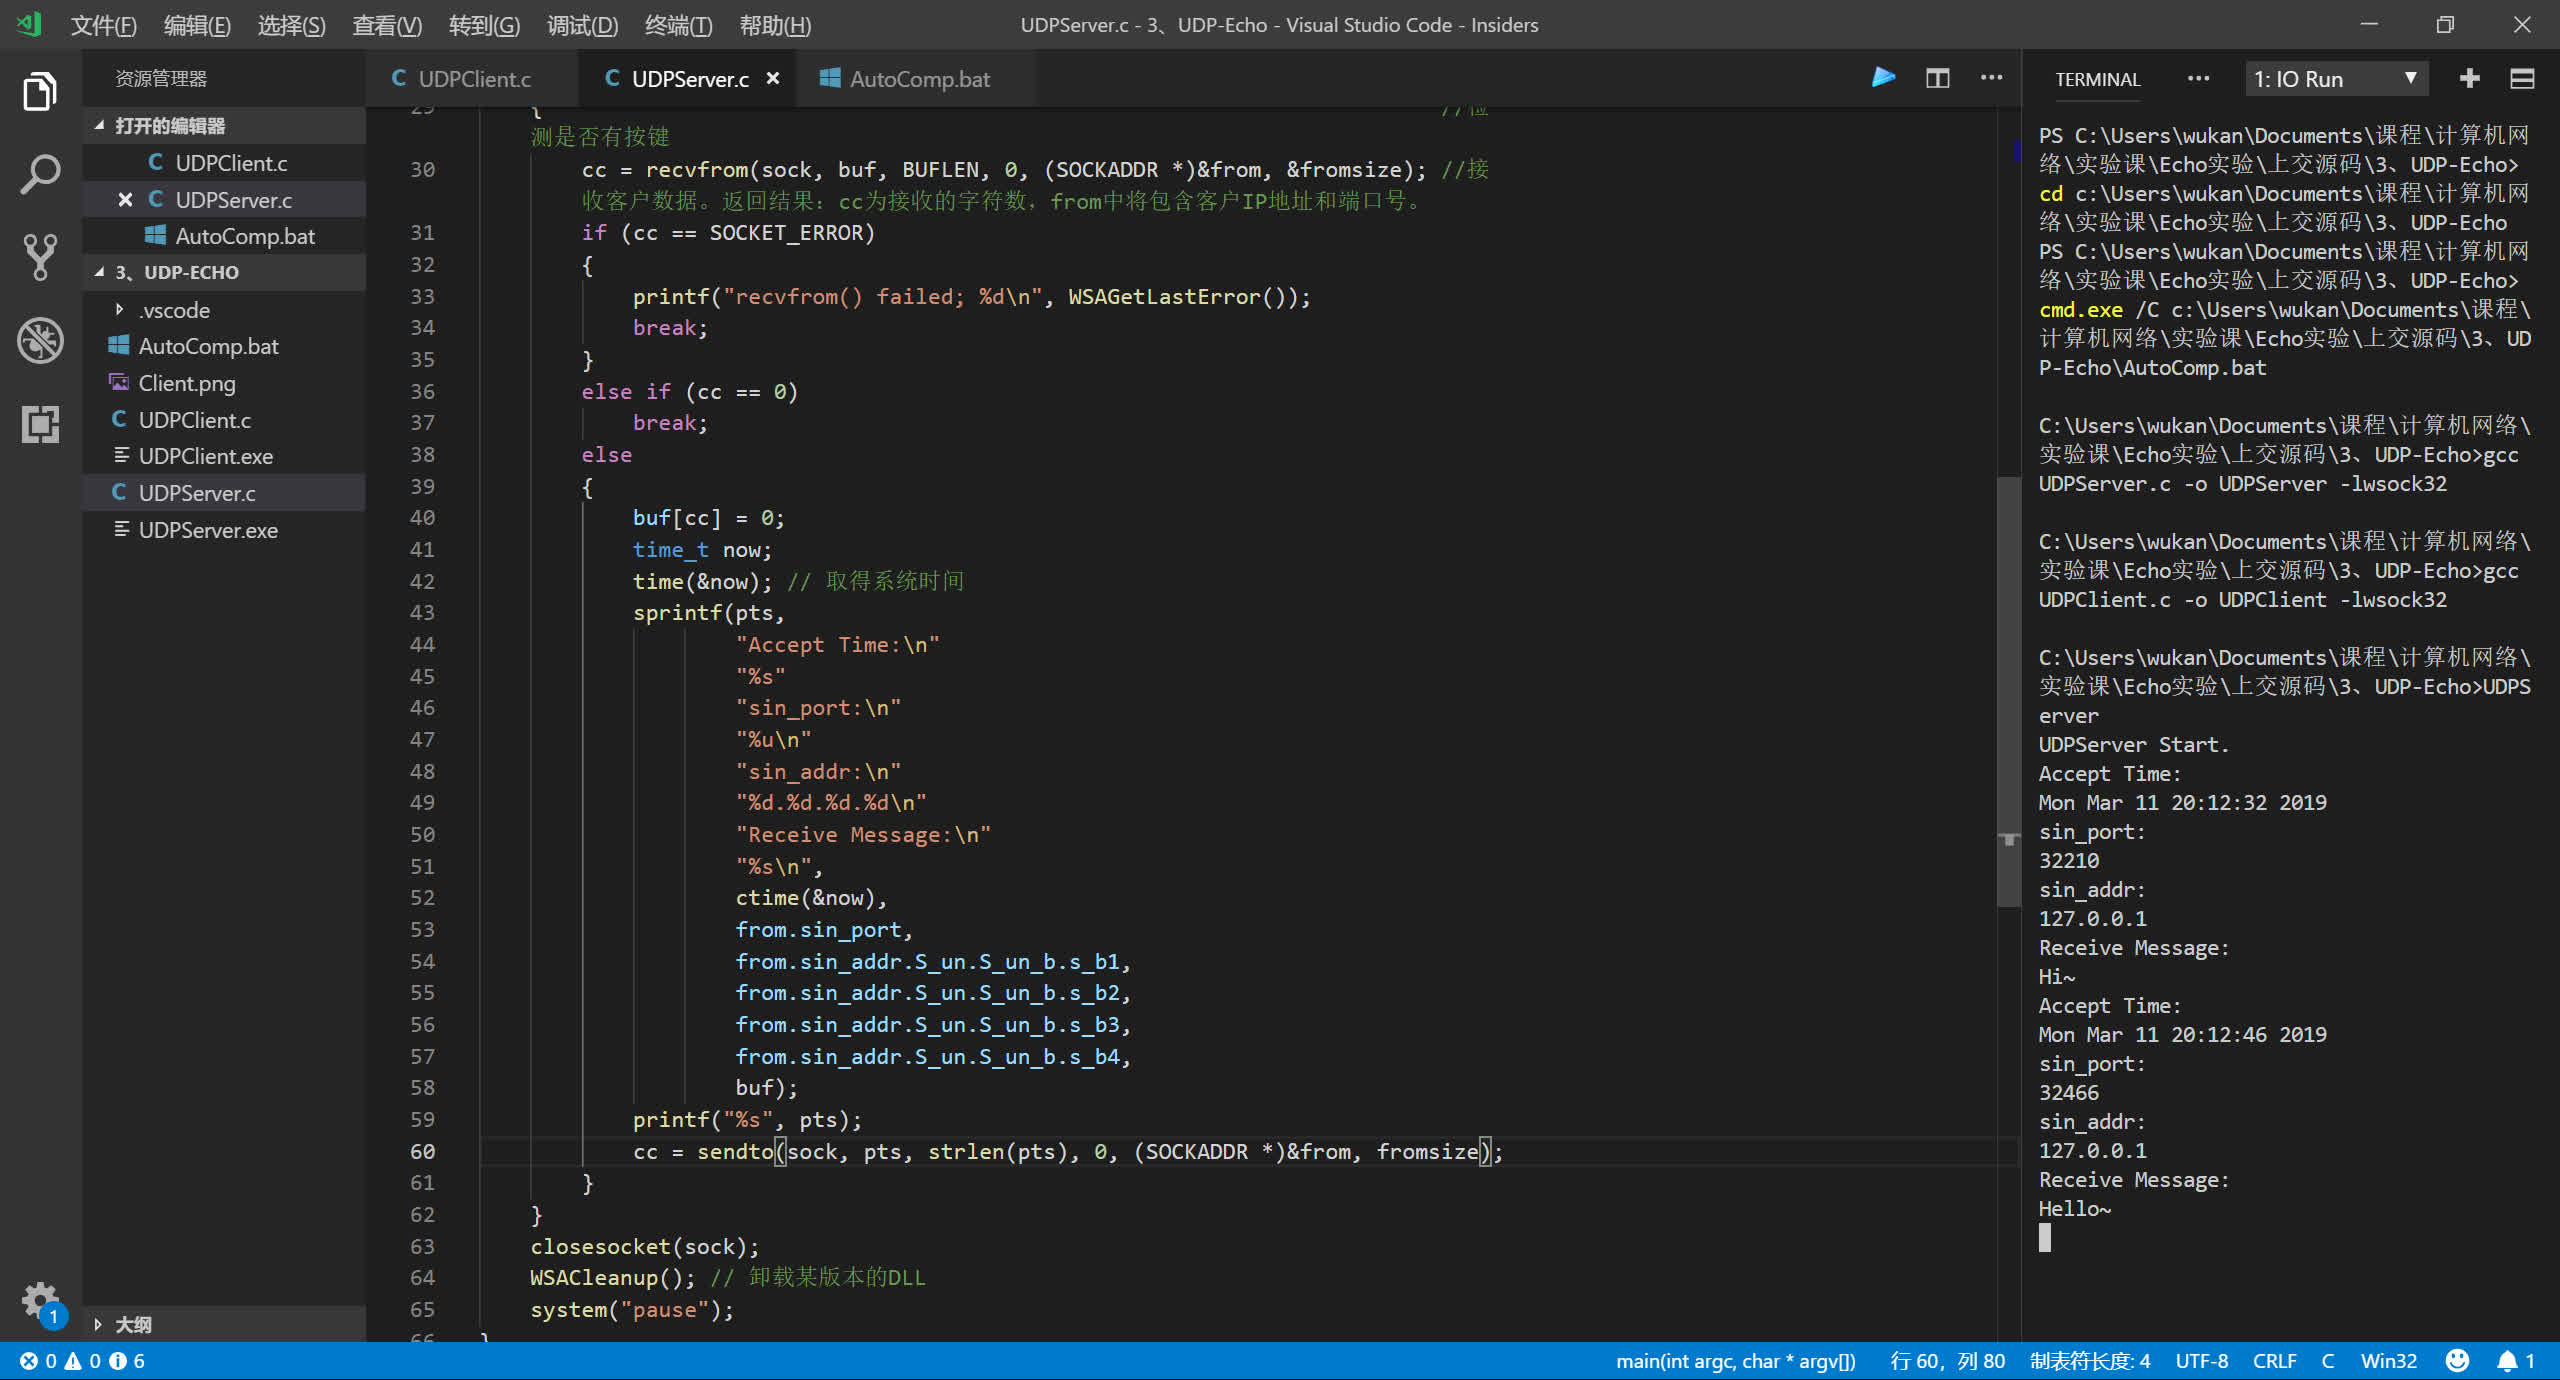 文件(F) 编辑(E) 选择(S) 查看(V) 转到(G) 调试(D) 终端(T) 帮助(H)
UDPServer.c - 3、UDP-Echo - Visual Studio Code - Insiders
资源管理器
打开的编辑器
UDPClient.c
UDPServer.c
AutoComp.bat
3、UDP-ECHO
.vscode
AutoComp.bat
Client.png
UDPClient.c
UDPClient.exe
UDPServer.c
UDPServer.exe
大纲
1
UDPClient.c UDPServer.c AutoComp.bat
29 { //检
测是否有按键
30 cc = recvfrom(sock, buf, BUFLEN, 0, (SOCKADDR *)&from, &fromsize); //接
收客户数据。返回结果：cc为接收的字符数，from中将包含客户IP地址和端口号。
31 if (cc == SOCKET_ERROR)
32 {
33 printf("recvfrom() failed; %d\n", WSAGetLastError());
34 break;
35 }
36 else if (cc == 0)
37 break;
38 else
39 {
40 buf[cc] = 0;
41 time_t now;
42 time(&now); // 取得系统时间
43 sprintf(pts,
44 "Accept Time:\n"
45 "%s"
46 "sin_port:\n"
47 "%u\n"
48 "sin_addr:\n"
49 "%d.%d.%d.%d\n"
50 "Receive Message:\n"
51 "%s\n",
52 ctime(&now),
53 from.sin_port,
54 from.sin_addr.S_un.S_un_b.s_b1,
55 from.sin_addr.S_un.S_un_b.s_b2,
56 from.sin_addr.S_un.S_un_b.s_b3,
57 from.sin_addr.S_un.S_un_b.s_b4,
58 buf);
59 printf("%s", pts);
60 cc = sendto(sock, pts, strlen(pts), 0, (SOCKADDR *)&from, fromsize);
61 }
62 }
63 closesocket(sock);
64 WSACleanup(); // 卸载某版本的DLL
65 system("pause");
66 }
TERMINAL 1: IO Run
PS C:\Users\wukan\Documents\课程\计算机网
络\实验课\Echo实验\上交源码\3、UDP-Echo>
cd c:\Users\wukan\Documents\课程\计算机网
络\实验课\Echo实验\上交源码\3、UDP-Echo
PS C:\Users\wukan\Documents\课程\计算机网
络\实验课\Echo实验\上交源码\3、UDP-Echo>
cmd.exe /C c:\Users\wukan\Documents\课程\
计算机网络\实验课\Echo实验\上交源码\3、UD
P-Echo\AutoComp.bat
C:\Users\wukan\Documents\课程\计算机网络\
实验课\Echo实验\上交源码\3、UDP-Echo>gcc
UDPServer.c -o UDPServer -lwsock32
C:\Users\wukan\Documents\课程\计算机网络\
实验课\Echo实验\上交源码\3、UDP-Echo>gcc
UDPClient.c -o UDPClient -lwsock32
C:\Users\wukan\Documents\课程\计算机网络\
实验课\Echo实验\上交源码\3、UDP-Echo>UDPS
erver
UDPServer Start.
Accept Time:
Mon Mar 11 20:12:32 2019
sin_port:
32210
sin_addr:
127.0.0.1
Receive Message:
Hi~
Accept Time:
Mon Mar 11 20:12:46 2019
sin_port:
32466
sin_addr:
127.0.0.1
Receive Message:
Hello~
0 0 6 main(int argc, char * argv[]) 行 60，列 80 制表符长度: 4 UTF-8 CRLF C Win32 1